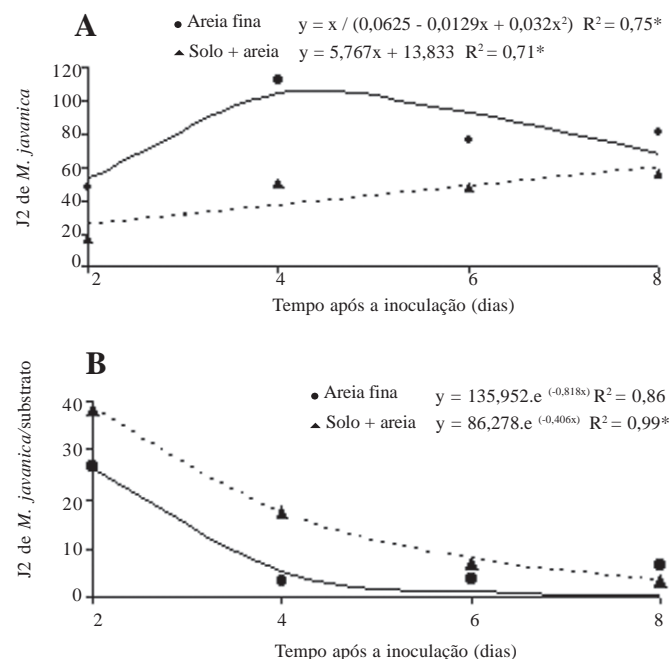 A
Areia fina y = x / (0,0625 - 0,0129x + 0,032x²) R² = 0,75*
Solo + areia y = 5,767x + 13,833 R² = 0,71*
J2 de M. javanica
120
100
80
60
40
20
0
2 4 6 8
Tempo após a inoculação (dias)
B
Areia fina y = 135,952.e (-0,818x) R² = 0,86
Solo + areia y = 86,278.e (-0,406x) R² = 0,99*
J2 de M. javanica/substrato
40
30
20
10
0
2 4 6 8
Tempo após a inoculação (dias)